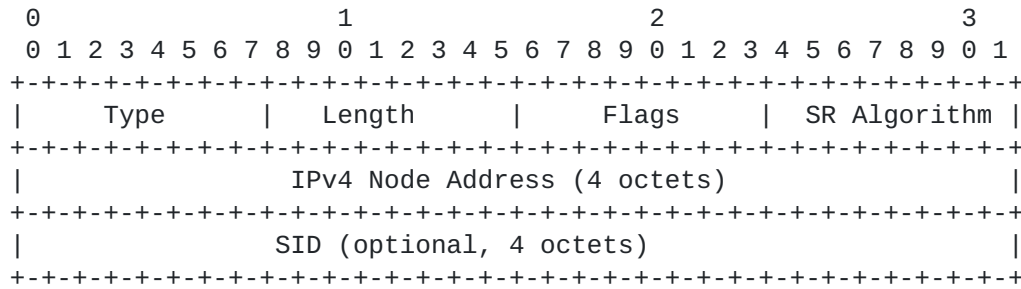 0                   1                   2                   3
 0 1 2 3 4 5 6 7 8 9 0 1 2 3 4 5 6 7 8 9 0 1 2 3 4 5 6 7 8 9 0 1
+-+-+-+-+-+-+-+-+-+-+-+-+-+-+-+-+-+-+-+-+-+-+-+-+-+-+-+-+-+-+-+-+
|     Type      |   Length      |     Flags     |  SR Algorithm |
+-+-+-+-+-+-+-+-+-+-+-+-+-+-+-+-+-+-+-+-+-+-+-+-+-+-+-+-+-+-+-+-+
|                 IPv4 Node Address (4 octets)                  |
+-+-+-+-+-+-+-+-+-+-+-+-+-+-+-+-+-+-+-+-+-+-+-+-+-+-+-+-+-+-+-+-+
|                SID (optional, 4 octets)                       |
+-+-+-+-+-+-+-+-+-+-+-+-+-+-+-+-+-+-+-+-+-+-+-+-+-+-+-+-+-+-+-+-+